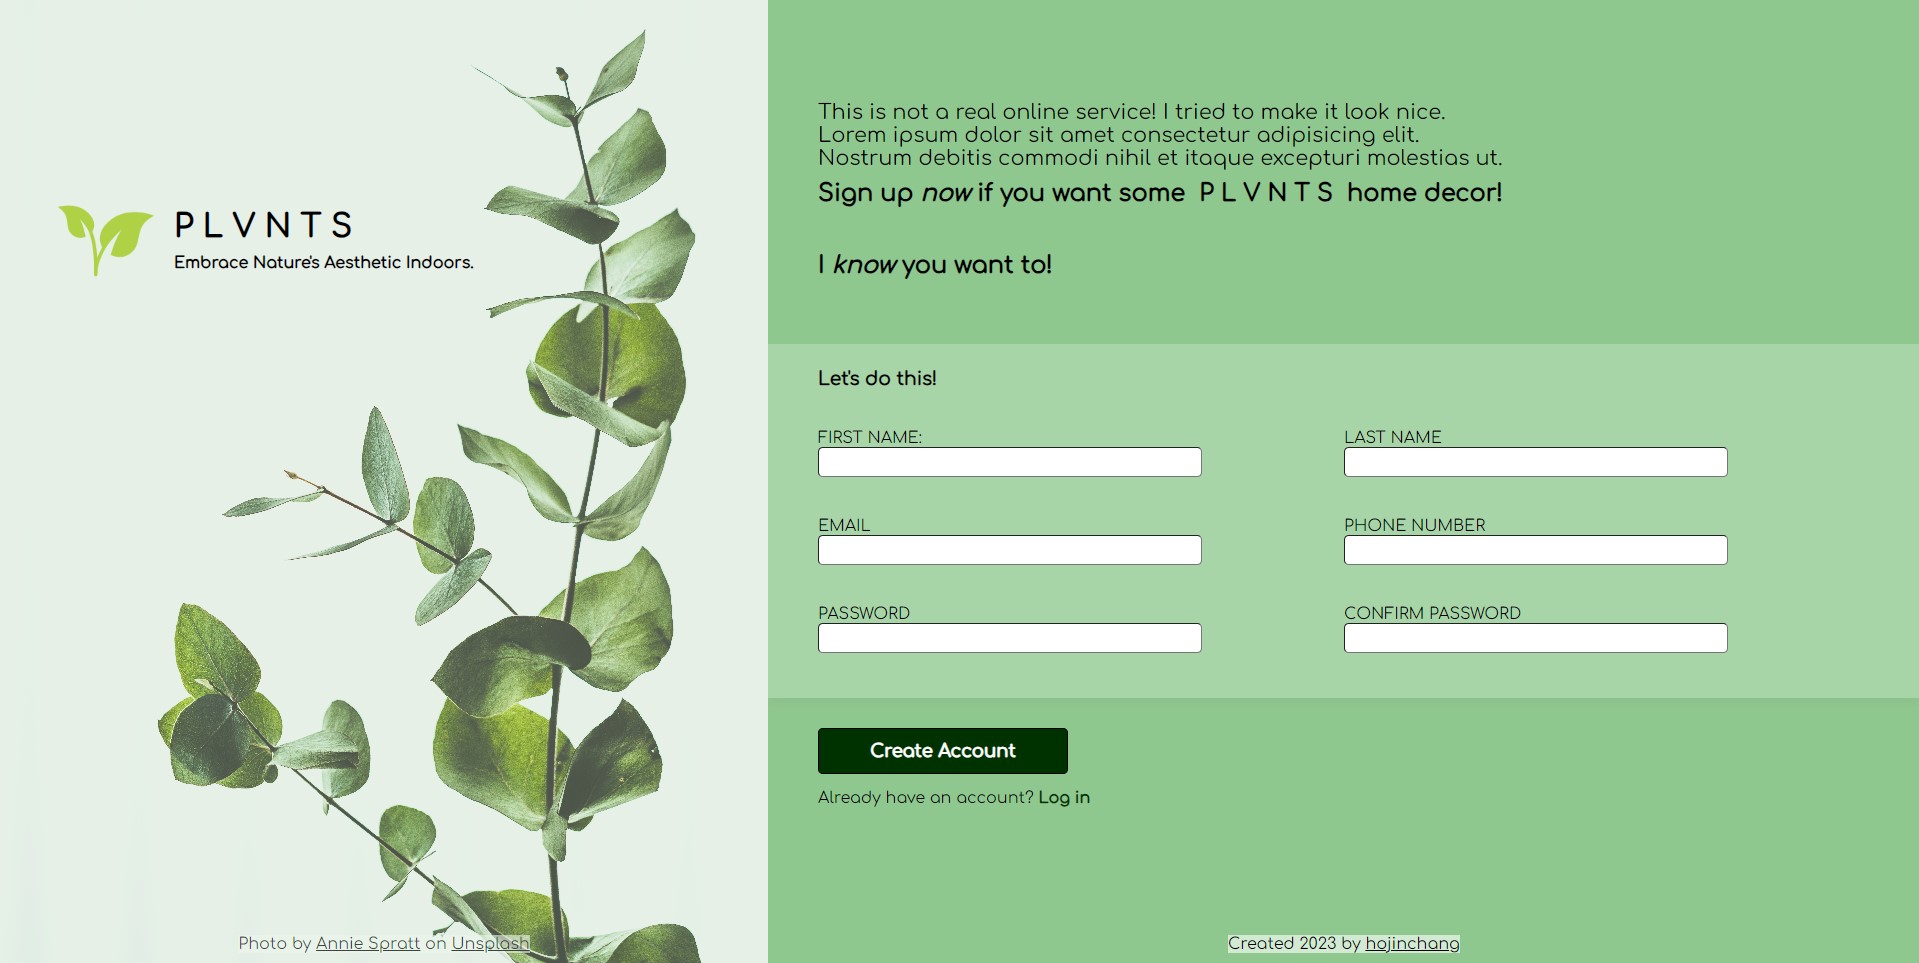 P L V N T S
Embrace Nature's Aesthetic Indoors.
Photo by Annie Spratt on Unsplash
This is not a real online service! I tried to make it look nice.
Lorem ipsum dolor sit amet consectetur adipisicing elit.
Nostrum debitis commodi nihil et itaque excepturi molestias ut.
Sign up now if you want some P L V N T S home decor!
I know you want to!
Let's do this!
FIRST NAME:
LAST NAME
EMAIL
PHONE NUMBER
PASSWORD
CONFIRM PASSWORD
Create Account
Already have an account? Log in
Created 2023 by hojinchang